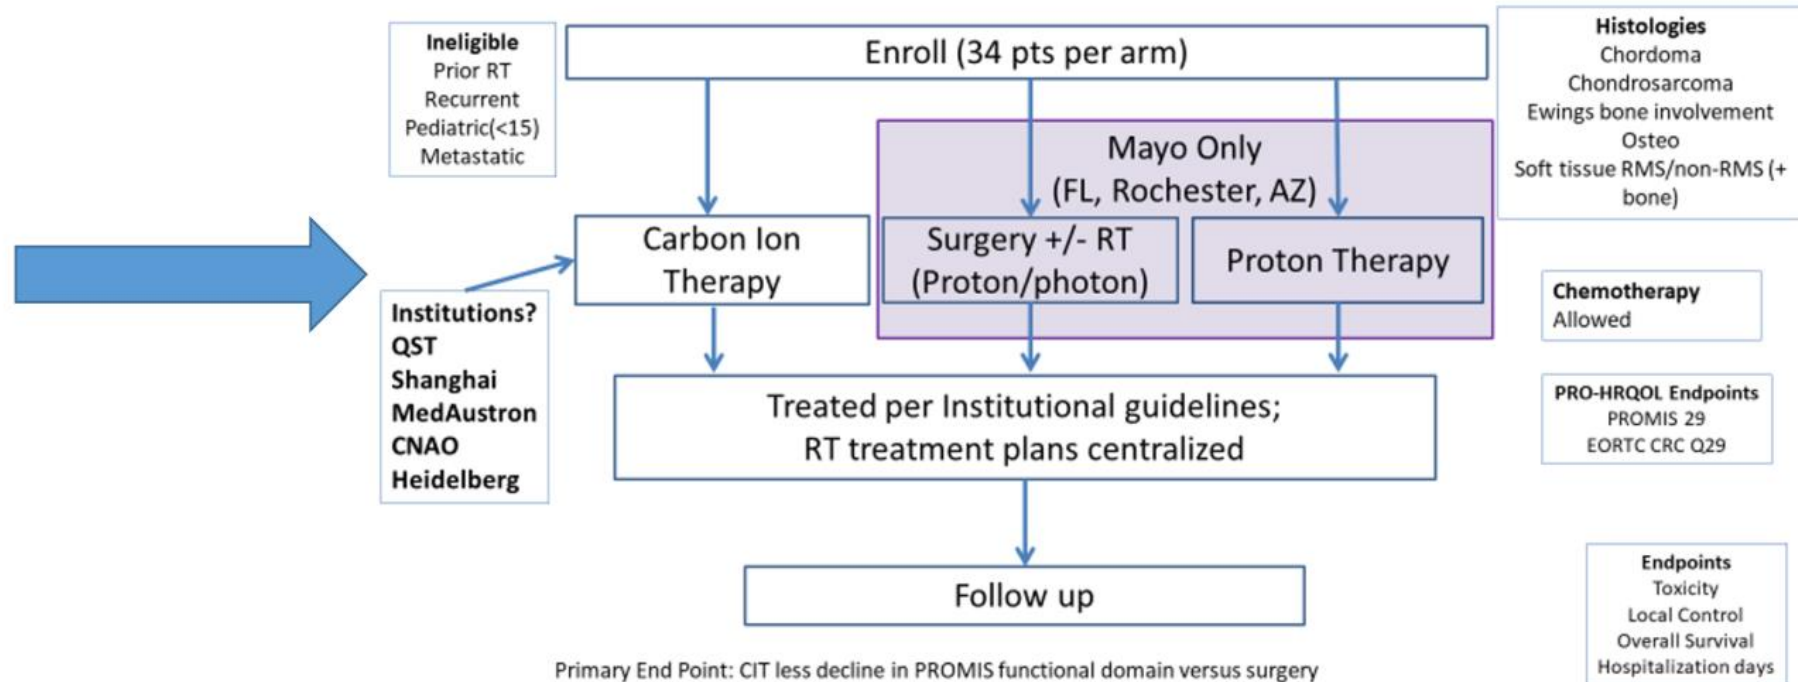 Ineligible
Prior RT
Recurrent
Pediatric(<15)
Metastatic
Enroll (34 pts per arm)
Histologies
Chordoma
Chondrosarcoma
Ewings bone involvement
Osteo
Soft tissue RMS/non-RMS (+
bone)
Mayo Only
(FL, Rochester, AZ)
Carbon Ion
Therapy
Surgery +/- RT
(Proton/photon)
Proton Therapy
Institutions?
QST
Shanghai
MedAustron
CNAO
Heidelberg
Chemotherapy
Allowed
Treated per Institutional guidelines;
RT treatment plans centralized
PRO-HRQOL Endpoints
PROMIS 29
EORTC CRC Q29
Follow up
Endpoints
Toxicity
Local Control
Overall Survival
Hospitalization days
Primary End Point: CIT less decline in PROMIS functional domain versus surgery